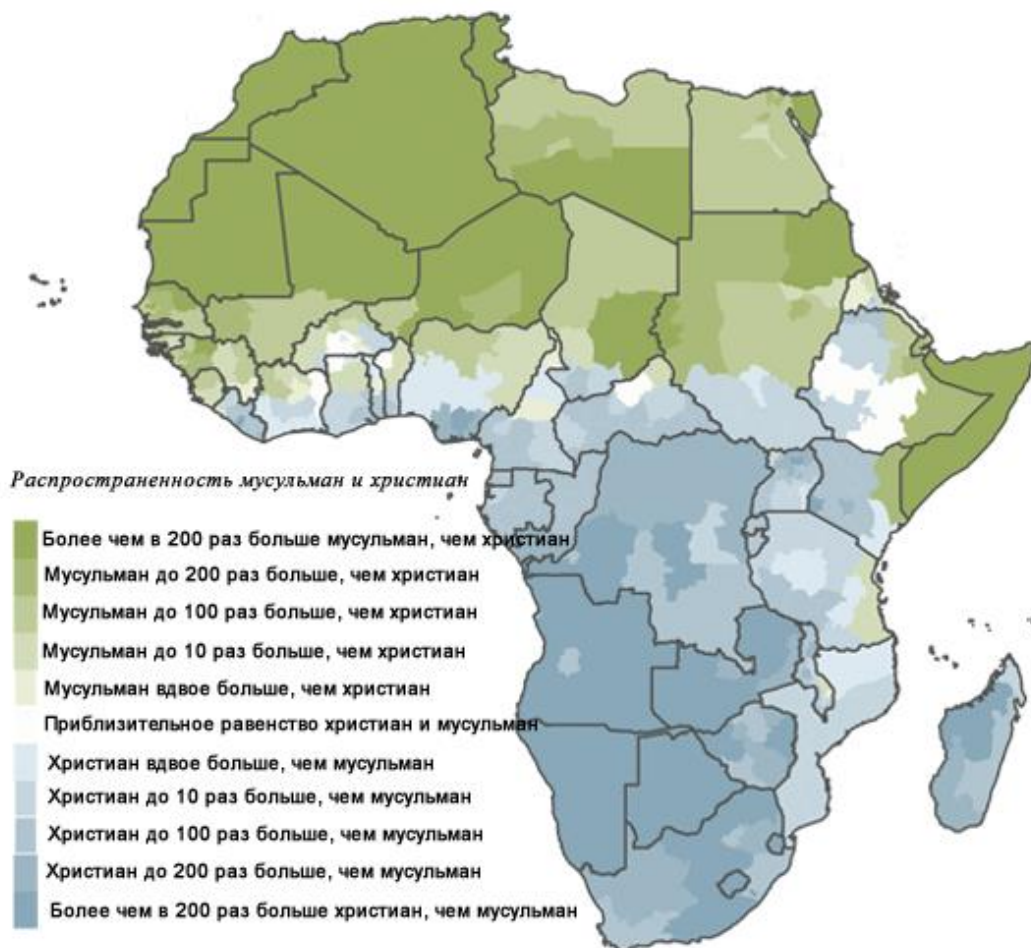 Распространенность мусульман и христиан
Более чем в 200 раз больше мусульман, чем христиан
Мусульман до 200 раз больше, чем христиан
Мусульман до 100 раз больше, чем христиан
Мусульман до 10 раз больше, чем христиан
Мусульман вдвое больше, чем христиан
Приблизительное равенство христиан и мусульман
Христиан вдвое больше, чем мусульман
Христиан до 10 раз больше, чем мусульман
Христиан до 100 раз больше, чем мусульман
Христиан до 200 раз больше, чем мусульман
Более чем в 200 раз больше христиан, чем мусульман